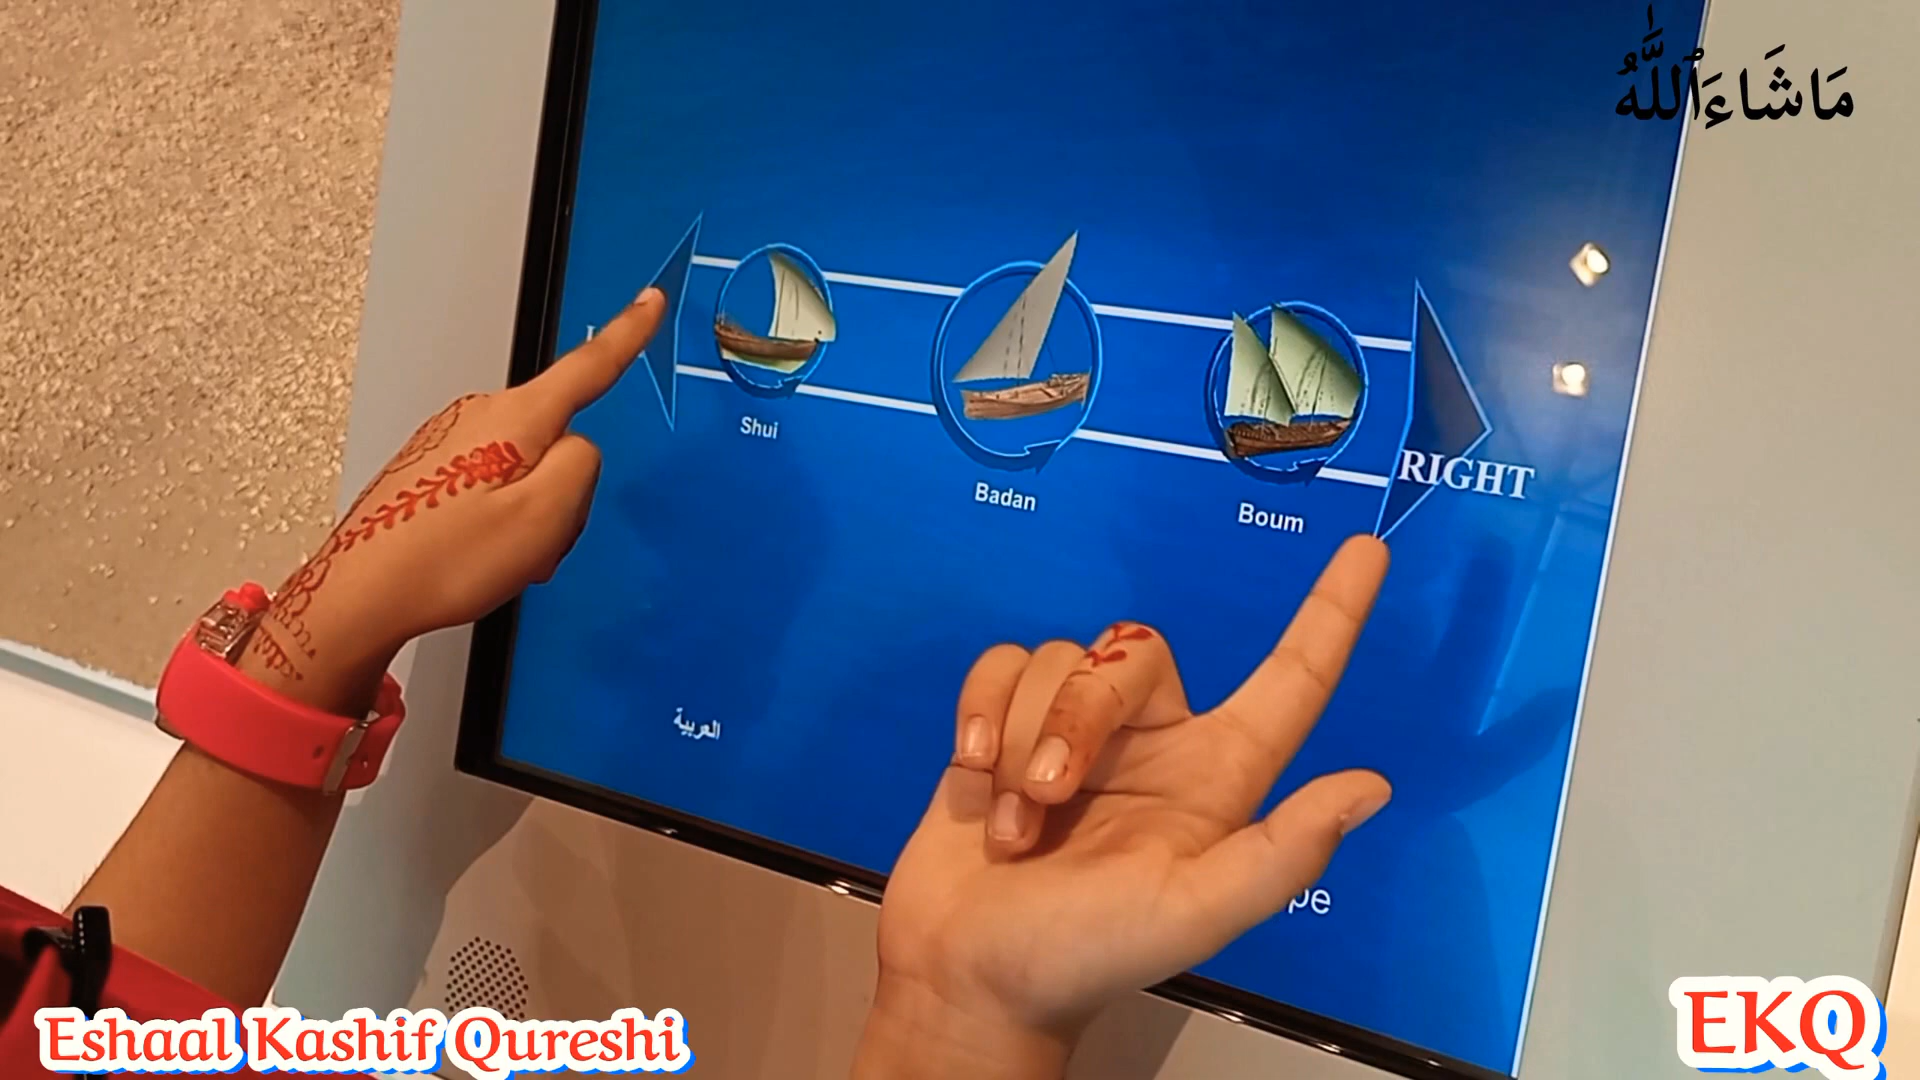 مَاشَاءَٱللَّهُ
Shui
Badan
Boum
RIGHT
العربية
Eshaal Kashif Qureshi
EKQ